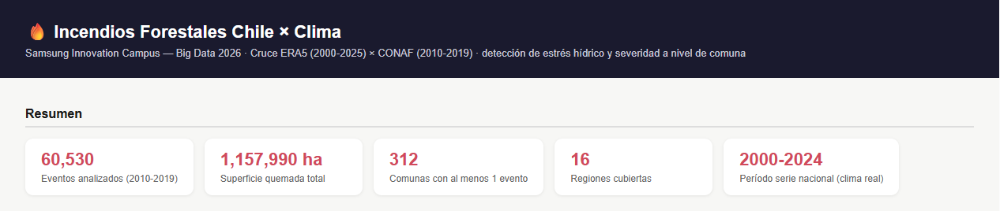 Incendios Forestales Chile × Clima
Samsung Innovation Campus — Big Data 2026 · Cruce ERA5 (2000-2025) × CONAF (2010-2019) · detección de estrés hídrico y severidad a nivel de comuna
Resumen
60,530
Eventos analizados (2010-2019)
1,157,990 ha
Superficie quemada total
312
Comunas con al menos 1 evento
16
Regiones cubiertas
2000-2024
Período serie nacional (clima real)